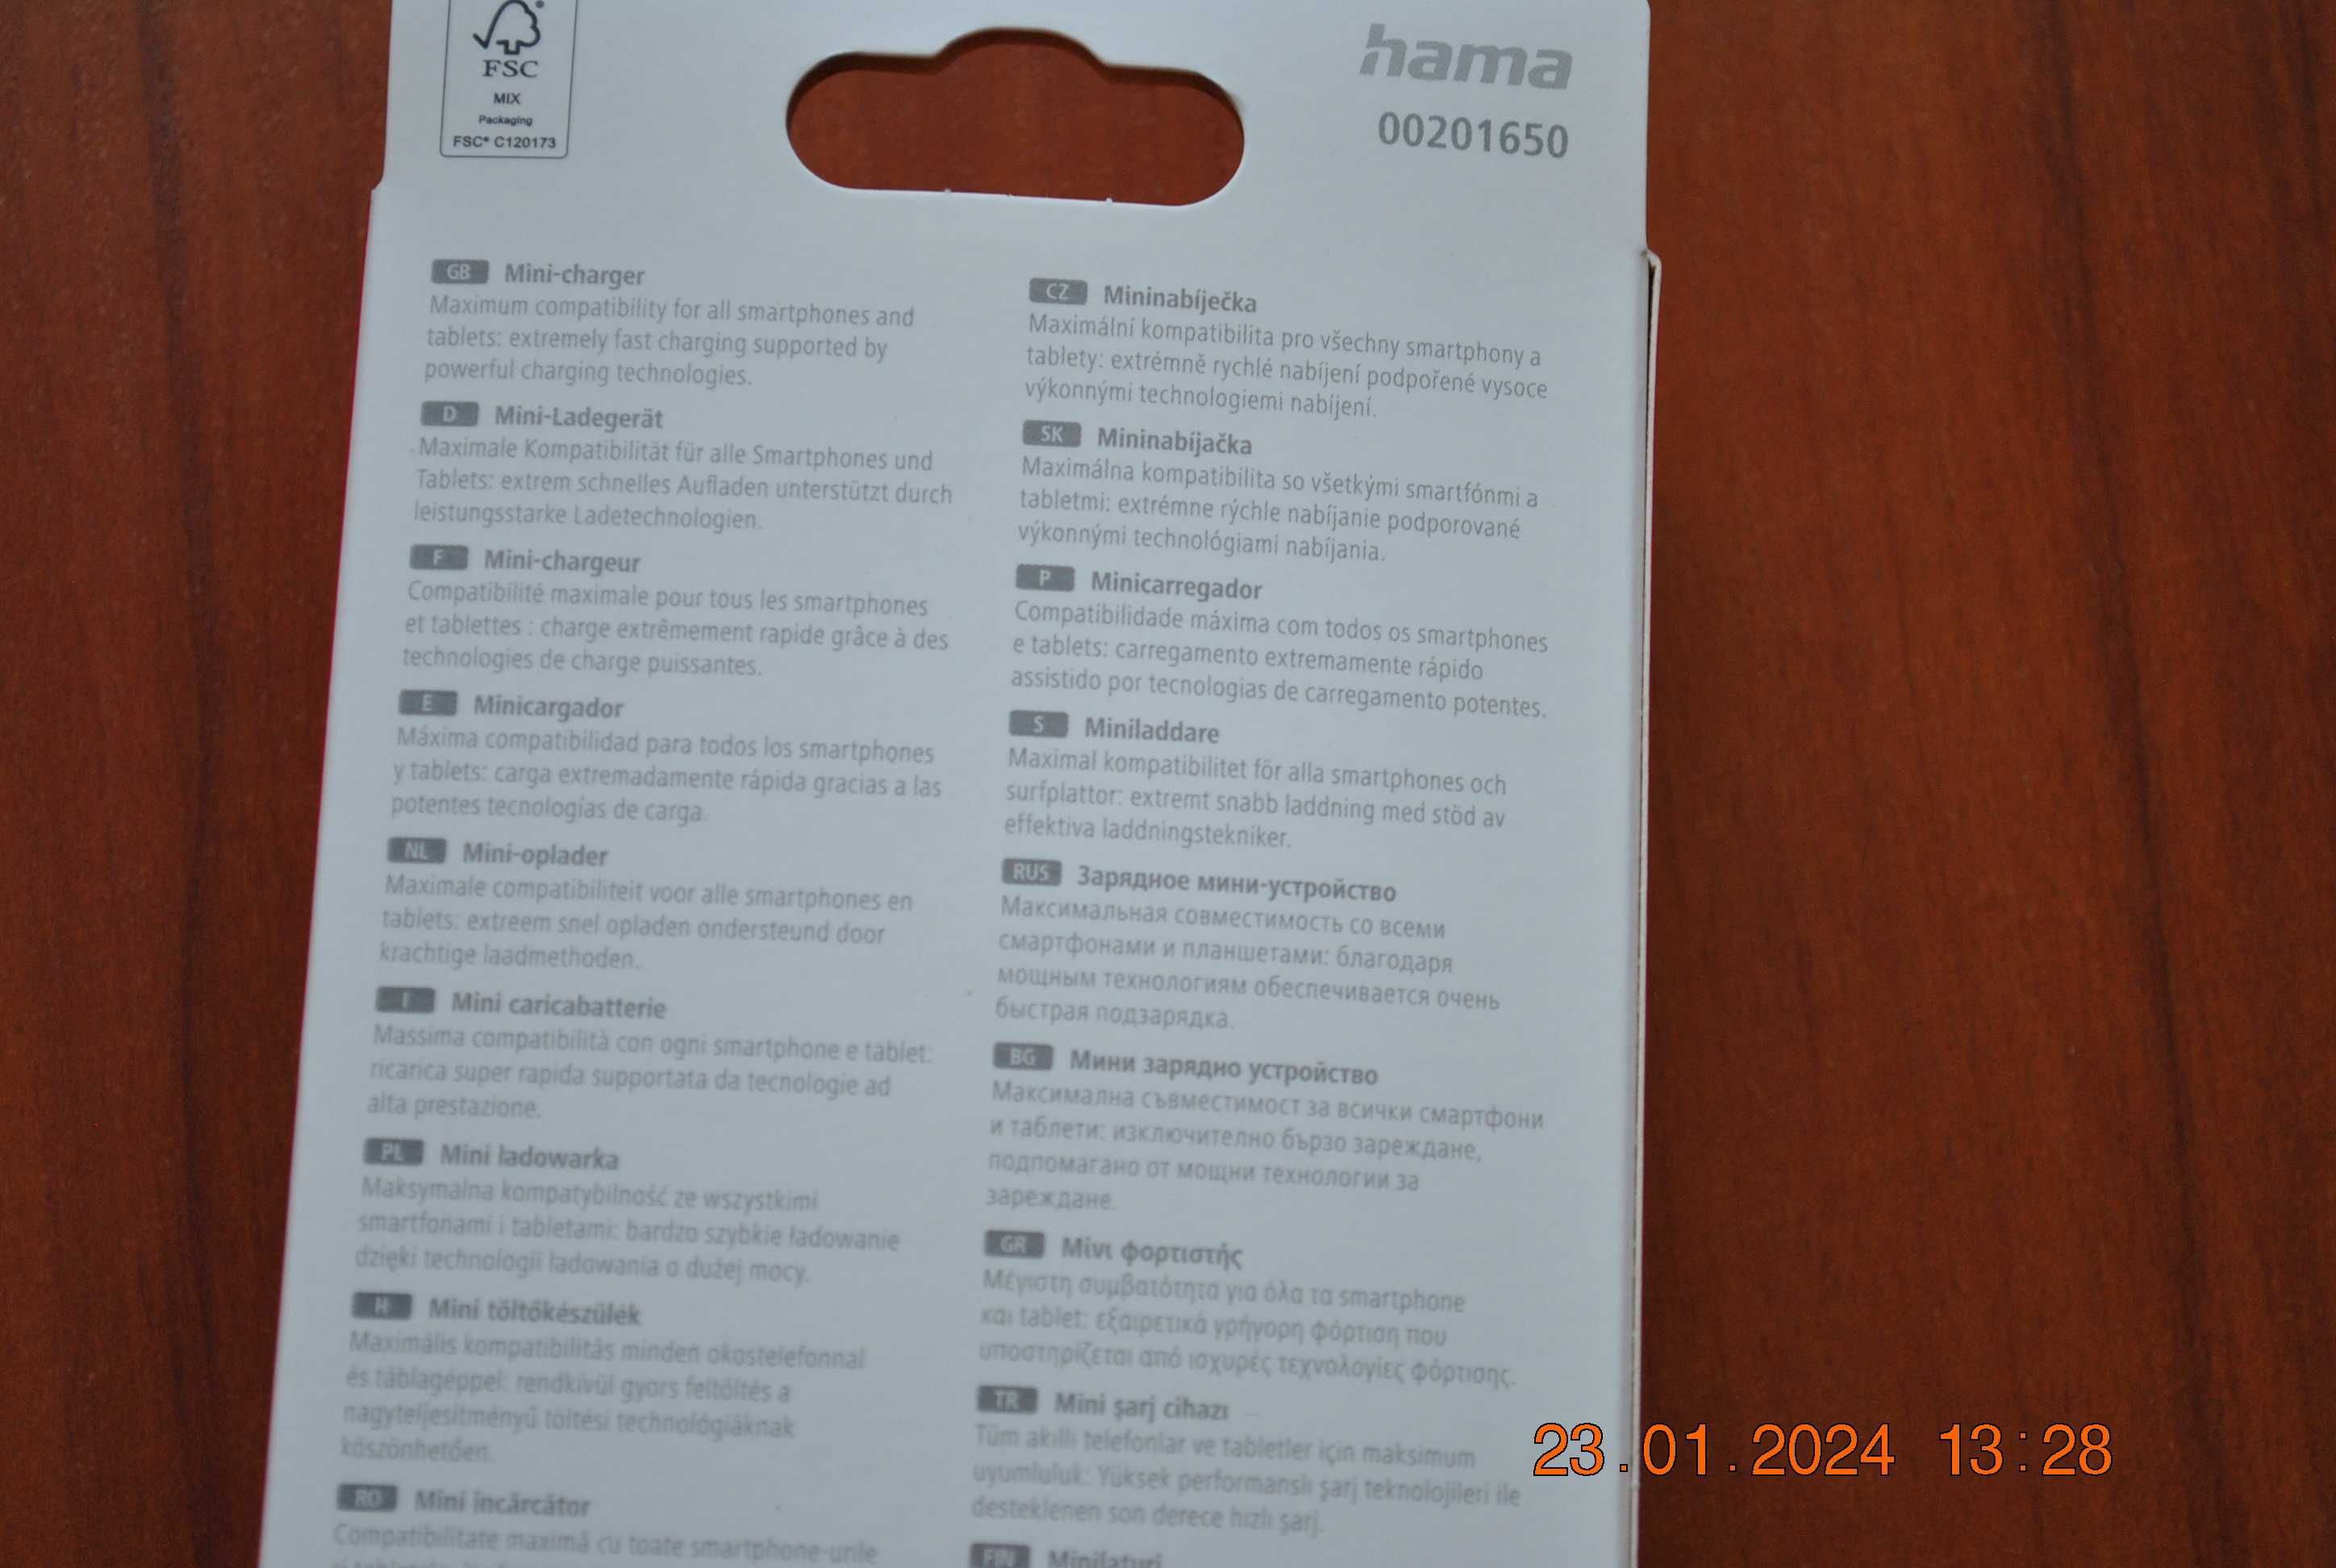 FSC
MIX
Packaging
FSC® C120173
hama
00201650
GB Mini-charger
Maximum compatibility for all smartphones and
tablets: extremely fast charging supported by
powerful charging technologies.
D Mini-Ladegerät
Maximale Kompatibilität für alle Smartphones und
Tablets: extrem schnelles Aufladen unterstützt durch
leistungsstarke Ladetechnologien.
F Mini-chargeur
Compatibilité maximale pour tous les smartphones
et tablettes : charge extrêmement rapide grâce à des
technologies de charge puissantes.
E Minicargador
Máxima compatibilidad para todos los smartphones
y tablets: carga extremadamente rápida gracias a las
potentes tecnologías de carga.
NL Mini-oplader
Maximale compatibiliteit voor alle smartphones en
tablets: extreem snel opladen ondersteund door
krachtige laadmethoden.
I Mini caricabatterie
Massima compatibilità con ogni smartphone e tablet:
ricarica super rapida supportata da tecnologie ad
alta prestazione.
PL Mini ładowarka
Maksymalna kompatybilność ze wszystkimi
smartfonami i tabletami: bardzo szybkie ładowanie
dzięki technologii ładowania o dużej mocy.
H Mini töltőkészülék
Maximális kompatibilitás minden okostelefonnal
és táblagéppel: rendkívül gyors feltöltés a
nagyteljesítményű töltési technológiáknak
köszönhetően.
RO Mini încărcător
Compatibilitate maximă cu toate smartphone-urile
CZ Mininabíječka
Maximální kompatibilita pro všechny smartphony a
tablety: extrémně rychlé nabíjení podpořené vysoce
výkonnými technologiemi nabíjení.
SK Mininabíjačka
Maximálna kompatibilita so všetkými smartfónmi a
tabletmi: extrémne rýchle nabíjanie podporované
výkonnými technológiami nabíjania.
P Minicarregador
Compatibilidade máxima com todos os smartphones
e tablets: carregamento extremamente rápido
assistido por tecnologias de carregamento potentes.
S Miniladdare
Maximal kompatibilitet för alla smartphones och
surfplattor: extremt snabb laddning med stöd av
effektiva laddningstekniker.
RUS Зарядное мини-устройство
Максимальная совместимость со всеми
смартфонами и планшетами: благодаря
мощным технологиям обеспечивается очень
быстрая подзарядка.
BG Мини зарядно устройство
Максимална съвместимост за всички смартфони
и таблети: изключително бързо зареждане,
подпомагано от мощни технологии за
зареждане.
GR Μίνι φορτιστής
Μέγιστη συμβατότητα για όλα τα smartphone
και tablet: εξαιρετικά γρήγορη φόρτιση που
υποστηρίζεται από ισχυρές τεχνολογίες φόρτισης.
TR Mini şarj cihazı
Tüm akıllı telefonlar ve tabletler için maksimum
uyumluluk: Yüksek performanslı şarj teknolojileri ile
desteklenen son derece hızlı şarj.
FIN Minilaturi
23.01.2024 13:28